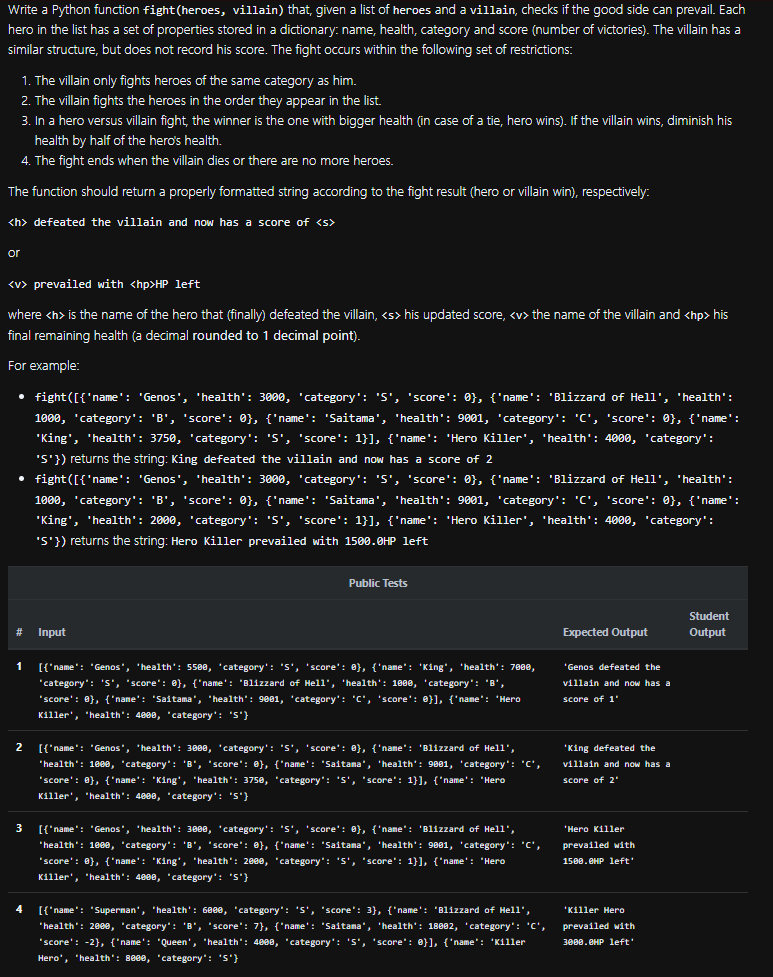 Write a Python function fight(heroes, villain) that, given a list of heroes and a villain, checks if the good side can prevail. Each
hero in the list has a set of properties stored in a dictionary: name, health, category and score (number of victories). The villain has a
similar structure, but does not record his score. The fight occurs within the following set of restrictions:
1. The villain only fights heroes of the same category as him.
2. The villain fights the heroes in the order they appear in the list.
3. In a hero versus villain fight, the winner is the one with bigger health (in case of a tie, hero wins). If the villain wins, diminish his
health by half of the hero's health.
4. The fight ends when the villain dies or there are no more heroes.
The function should return a properly formatted string according to the fight result (hero or villain win), respectively:
<h> defeated the villain and now has a score of <s>
or
<v> prevailed with <hp>HP left
where <h> is the name of the hero that (finally) defeated the villain, <s> his updated score, <v> the name of the villain and <hp> his
final remaining health (a decimal rounded to 1 decimal point).
For example:
• fight([{'name': 'Genos', 'health': 3000, 'category': 'S', 'score': 0}, {'name': 'Blizzard of Hell', 'health':
1000, 'category': 'B', 'score': 0}, {'name': 'Saitama', 'health': 9001, 'category': 'C', 'score': 0}, {'name':
'King', 'health': 3750, 'category': 'S', 'score': 1}], {'name': 'Hero Killer', 'health': 4000, 'category':
'S'}) returns the string: King defeated the villain and now has a score of 2
• fight([{'name': 'Genos', 'health': 3000, 'category': 'S', 'score': 0}, {'name': 'Blizzard of Hell', 'health':
1000, 'category': 'B', 'score': 0}, {'name': 'Saitama', 'health': 9001, 'category': 'C', 'score': 0}, {'name':
'King', 'health': 2000, 'category': 'S', 'score': 1}], {'name': 'Hero Killer', 'health': 4000, 'category':
'S'}) returns the string: Hero Killer prevailed with 1500.0HP left
Public Tests
# Input Expected Output Student Output
1 [{'name': 'Genos', 'health': 5500, 'category': 'S', 'score': 0}, {'name': 'King', 'health': 7000,
'category': 'S', 'score': 0}, {'name': 'Blizzard of Hell', 'health': 1000, 'category': 'B',
'score': 0}, {'name': 'Saitama', 'health': 9001, 'category': 'C', 'score': 0}], {'name': 'Hero
Killer', 'health': 4000, 'category': 'S'}
'Genos defeated the
villain and now has a
score of 1'
2 [{'name': 'Genos', 'health': 3000, 'category': 'S', 'score': 0}, {'name': 'Blizzard of Hell',
'health': 1000, 'category': 'B', 'score': 0}, {'name': 'Saitama', 'health': 9001, 'category': 'C',
'score': 0}, {'name': 'King', 'health': 3750, 'category': 'S', 'score': 1}], {'name': 'Hero
Killer', 'health': 4000, 'category': 'S'}
'King defeated the
villain and now has a
score of 2'
3 [{'name': 'Genos', 'health': 3000, 'category': 'S', 'score': 0}, {'name': 'Blizzard of Hell',
'health': 1000, 'category': 'B', 'score': 0}, {'name': 'Saitama', 'health': 9001, 'category': 'C',
'score': 0}, {'name': 'King', 'health': 2000, 'category': 'S', 'score': 1}], {'name': 'Hero
Killer', 'health': 4000, 'category': 'S'}
'Hero Killer
prevailed with
1500.0HP left'
4 [{'name': 'Superman', 'health': 6000, 'category': 'S', 'score': 3}, {'name': 'Blizzard of Hell',
'health': 2000, 'category': 'B', 'score': 7}, {'name': 'Saitama', 'health': 18002, 'category': 'C',
'score': -2}, {'name': 'Queen', 'health': 4000, 'category': 'S', 'score': 0}], {'name': 'Killer
Hero', 'health': 8000, 'category': 'S'}
'Killer Hero
prevailed with
3000.0HP left'